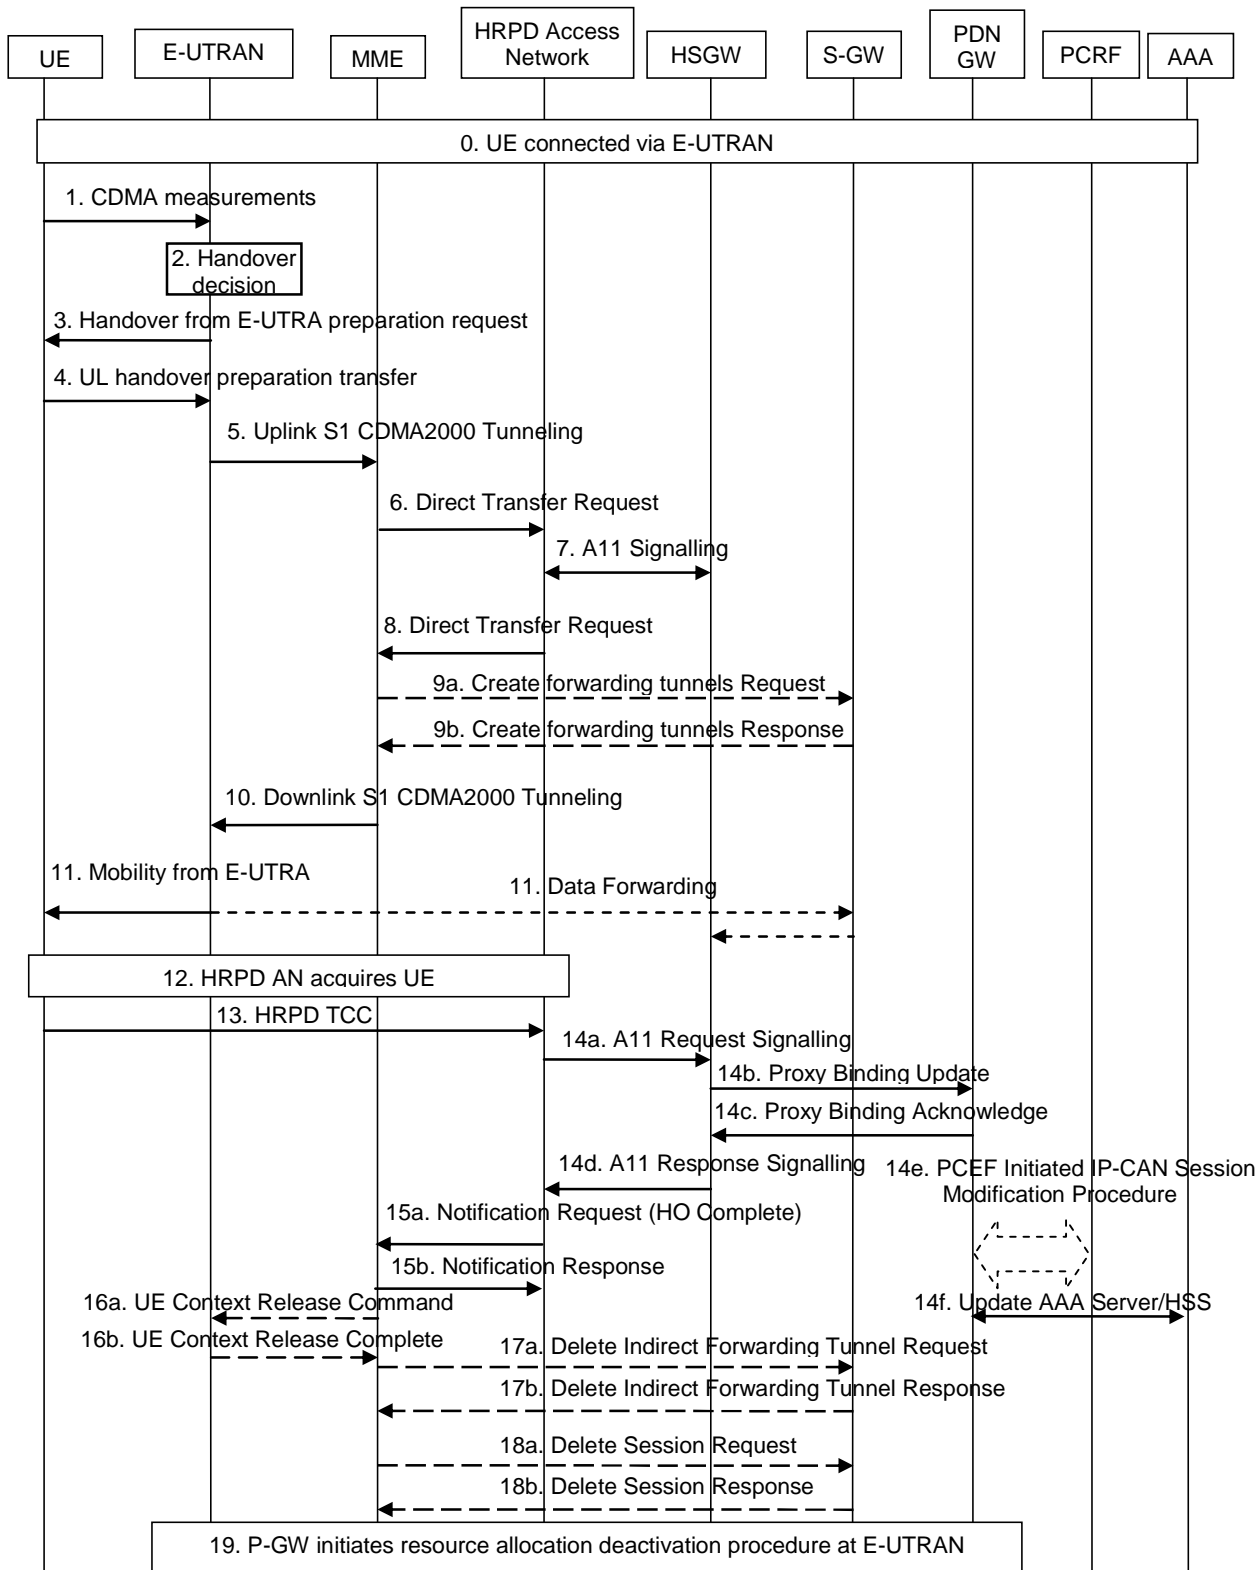 UE
E-UTRAN
MME
HRPD Access
Network
HSGW
S-GW
PDN
GW
PCRF
AAA
0. UE connected via E-UTRAN
1. CDMA measurements
2. Handover
decision
3. Handover from E-UTRA preparation request
4. UL handover preparation transfer
5. Uplink S1 CDMA2000 Tunneling
6. Direct Transfer Request
7. A11 Signalling
8. Direct Transfer Request
9a. Create forwarding tunnels Request
9b. Create forwarding tunnels Response
10. Downlink S1 CDMA2000 Tunneling
11. Mobility from E-UTRA
11. Data Forwarding
12. HRPD AN acquires UE
13. HRPD TCC
14a. A11 Request Signalling
14b. Proxy Binding Update
14c. Proxy Binding Acknowledge
14d. A11 Response Signalling
14e. PCEF Initiated IP-CAN Session
Modification Procedure
15a. Notification Request (HO Complete)
15b. Notification Response
14f. Update AAA Server/HSS
16a. UE Context Release Command
16b. UE Context Release Complete
17a. Delete Indirect Forwarding Tunnel Request
17b. Delete Indirect Forwarding Tunnel Response
18a. Delete Session Request
18b. Delete Session Response
19. P-GW initiates resource allocation deactivation procedure at E-UTRAN